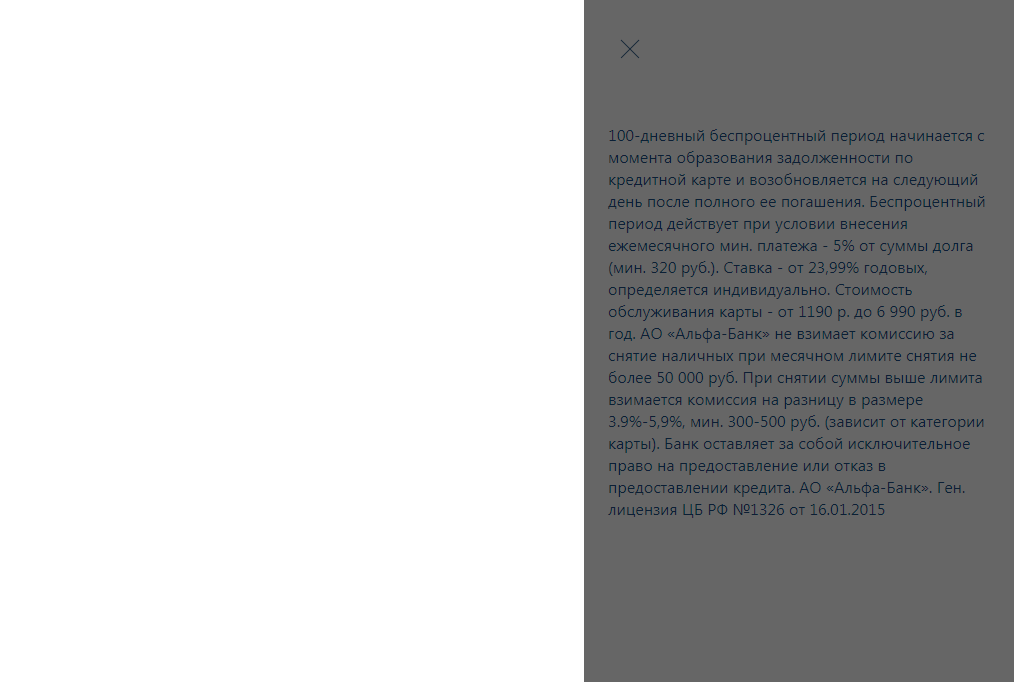 100-дневный беспроцентный период начинается с
момента образования задолженности по
кредитной карте и возобновляется на следующий
день после полного ее погашения. Беспроцентный
период действует при условии внесения
ежемесячного мин. платежа - 5% от суммы долга
(мин. 320 руб.). Ставка - от 23,99% годовых,
определяется индивидуально. Стоимость
обслуживания карты - от 1190 р. до 6 990 руб. в
год. АО «Альфа-Банк» не взимает комиссию за
снятие наличных при месячном лимите снятия не
более 50 000 руб. При снятии суммы выше лимита
взимается комиссия на разницу в размере
3.9%-5,9%, мин. 300-500 руб. (зависит от категории
карты). Банк оставляет за собой исключительное
право на предоставление или отказ в
предоставлении кредита. АО «Альфа-Банк». Ген.
лицензия ЦБ РФ №1326 от 16.01.2015